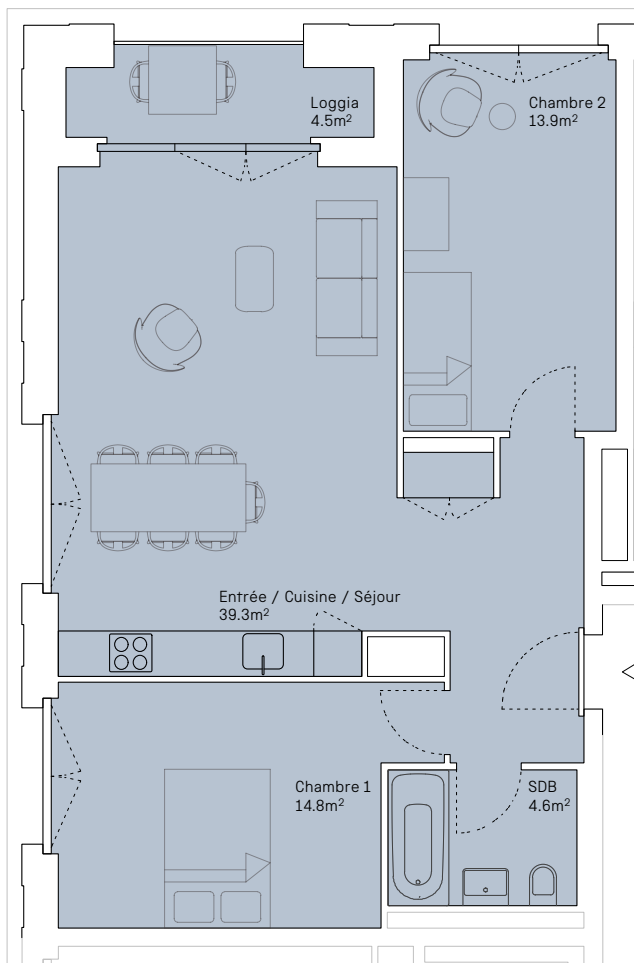 Loggia
4.5m²
Chambre 2
13.9m²
Entrée / Cuisine / Séjour
39.3m²
Chambre 1
14.8m²
SDB
4.6m²